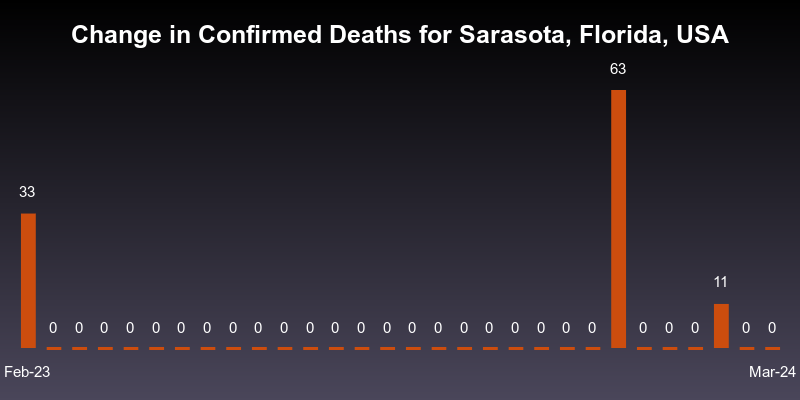 Change in Confirmed Deaths for Sarasota, Florida, USA
63
33
11
0 0 0 0 0 0 0 0 0 0 0 0 0 0 0 0 0 0 0 0 0 0 0 0 0 0 0
Feb-23 Mar-24